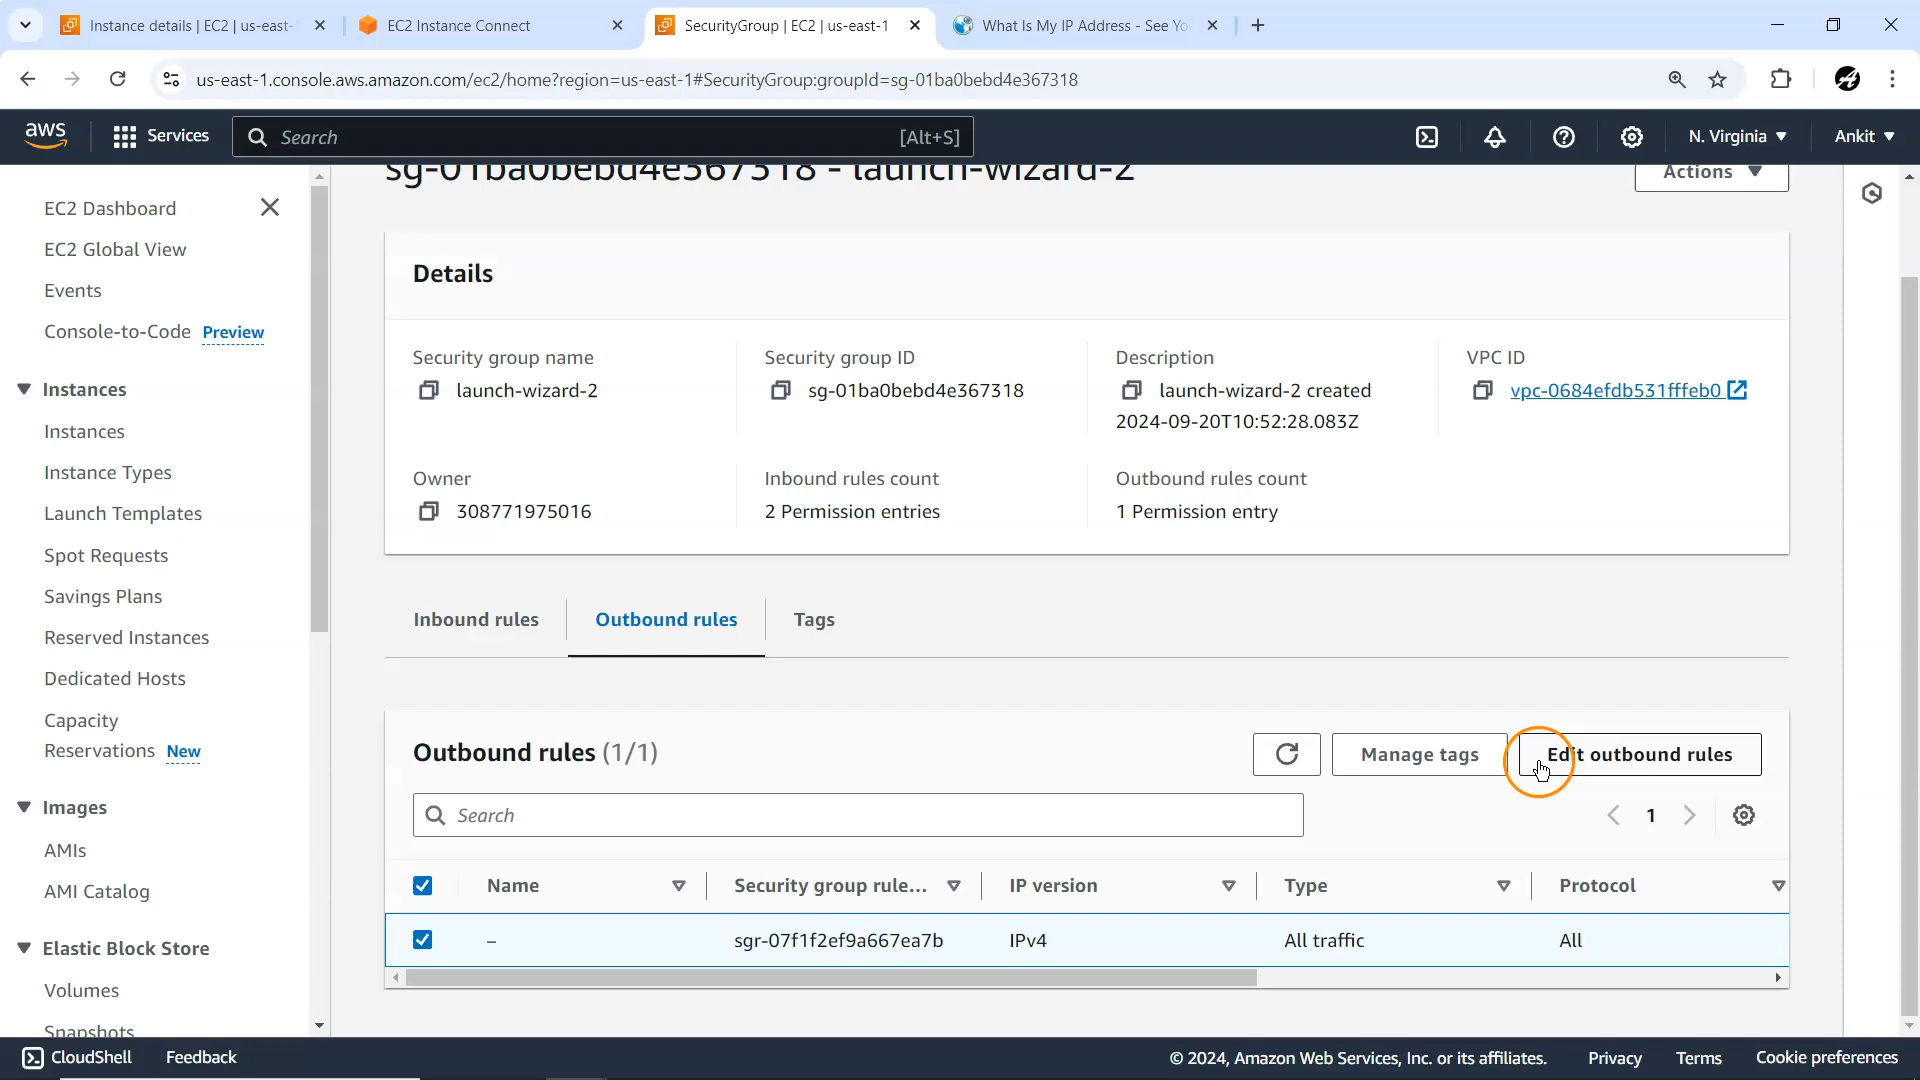 Instance details | EC2 | us-east-
EC2 Instance Connect
SecurityGroup | EC2 | us-east-1
What Is My IP Address - See Yo
us-east-1.console.aws.amazon.com/ec2/home?region=us-east-1#SecurityGroup:groupId=sg-01ba0bebd4e367318
aws
Services
Search
[Alt+S]
N. Virginia
Ankit
EC2 Dashboard
EC2 Global View
Events
Console-to-Code Preview
Instances
Instances
Instance Types
Launch Templates
Spot Requests
Savings Plans
Reserved Instances
Dedicated Hosts
Capacity
Reservations New
Images
AMIs
AMI Catalog
Elastic Block Store
Volumes
Snapshots
sg-01ba0bebd4e367318 - launch-wizard-2
Actions
Details
Security group name
launch-wizard-2
Security group ID
sg-01ba0bebd4e367318
Description
launch-wizard-2 created
2024-09-20T10:52:28.083Z
VPC ID
vpc-0684efdb531fffeb0
Owner
308771975016
Inbound rules count
2 Permission entries
Outbound rules count
1 Permission entry
Inbound rules
Outbound rules
Tags
Outbound rules (1/1)
Manage tags
Edit outbound rules
Search
1
Name
Security group rule...
IP version
Type
Protocol
–
sgr-07f1f2ef9a667ea7b
IPv4
All traffic
All
CloudShell
Feedback
© 2024, Amazon Web Services, Inc. or its affiliates.
Privacy
Terms
Cookie preferences